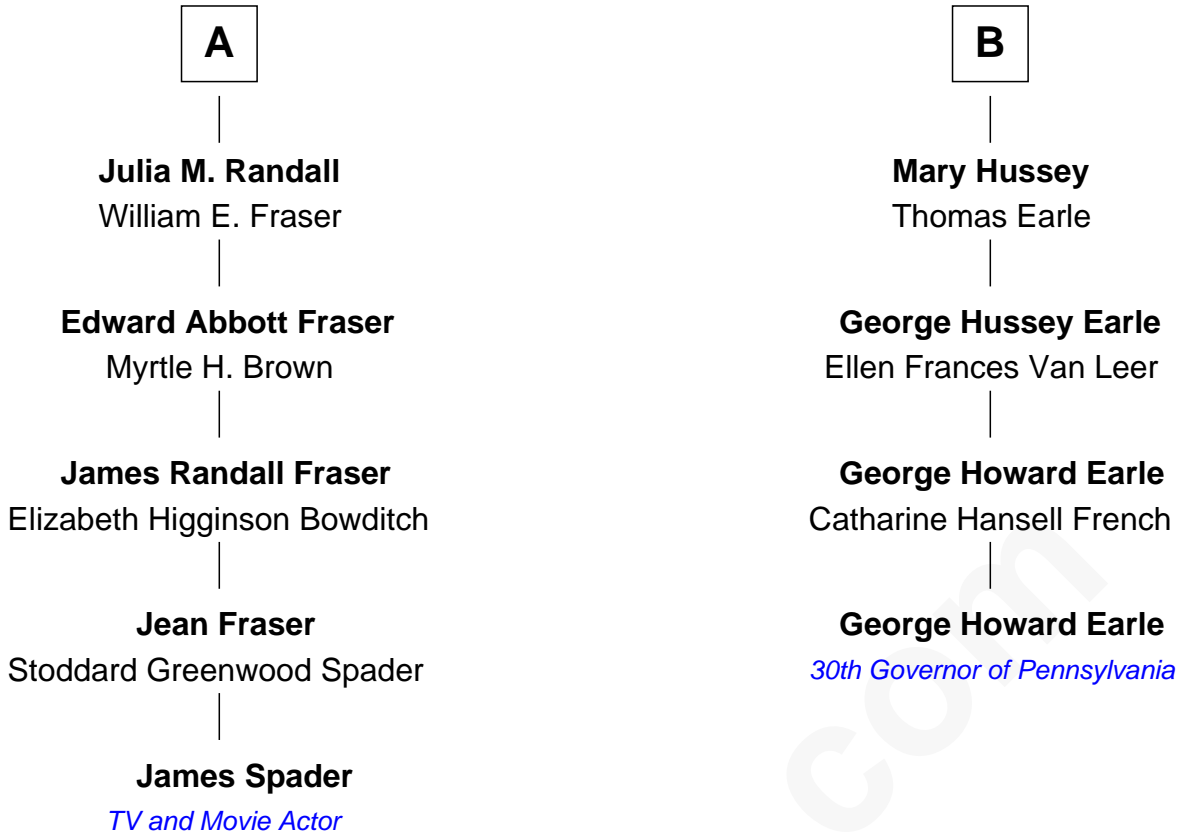 A
Julia M. Randall
William E. Fraser
Edward Abbott Fraser
Myrtle H. Brown
James Randall Fraser
Elizabeth Higginson Bowditch
Jean Fraser
Stoddard Greenwood Spader
James Spader
TV and Movie Actor
B
Mary Hussey
Thomas Earle
George Hussey Earle
Ellen Frances Van Leer
George Howard Earle
Catharine Hansell French
George Howard Earle
30th Governor of Pennsylvania
com